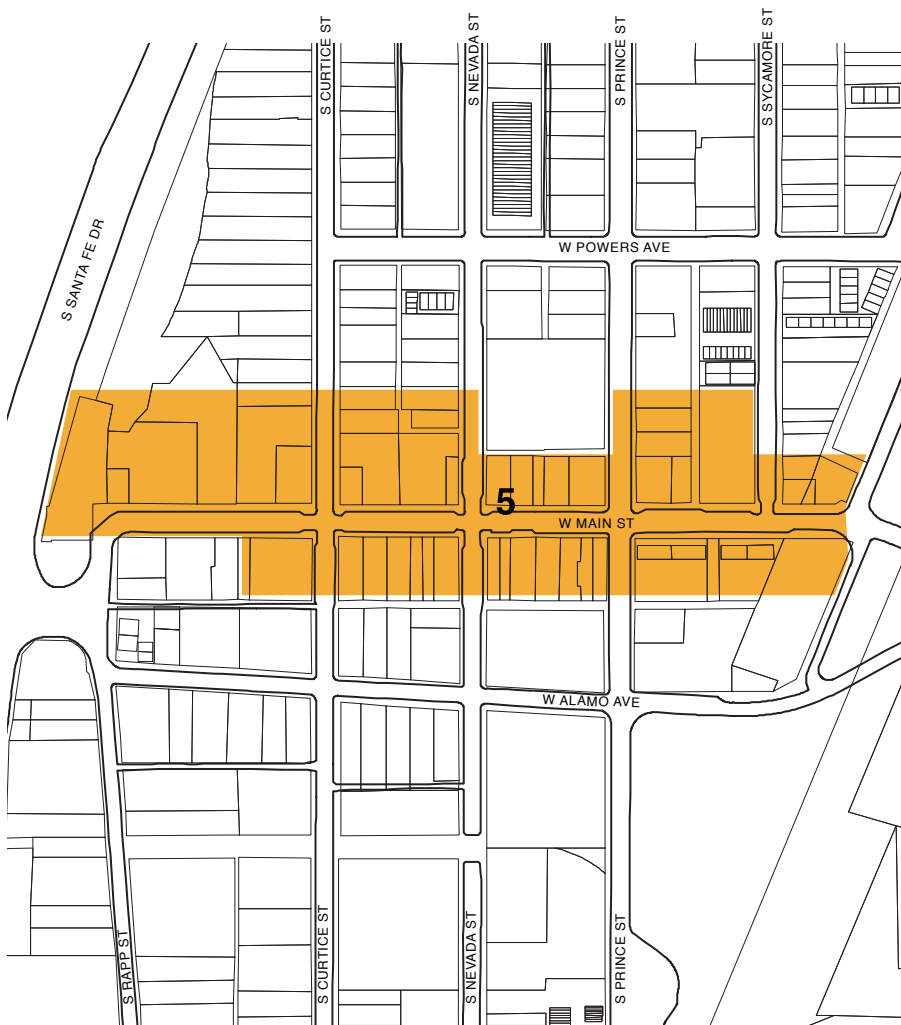 S CURTICE ST
S NEVADA ST
S PRINCE ST
S SYCAMORE ST
W POWERS AVE
S SANTA FE DR
5
W MAIN ST
W ALAMO AVE
S RAPP ST
S CURTICE ST
S NEVADA ST
S PRINCE ST